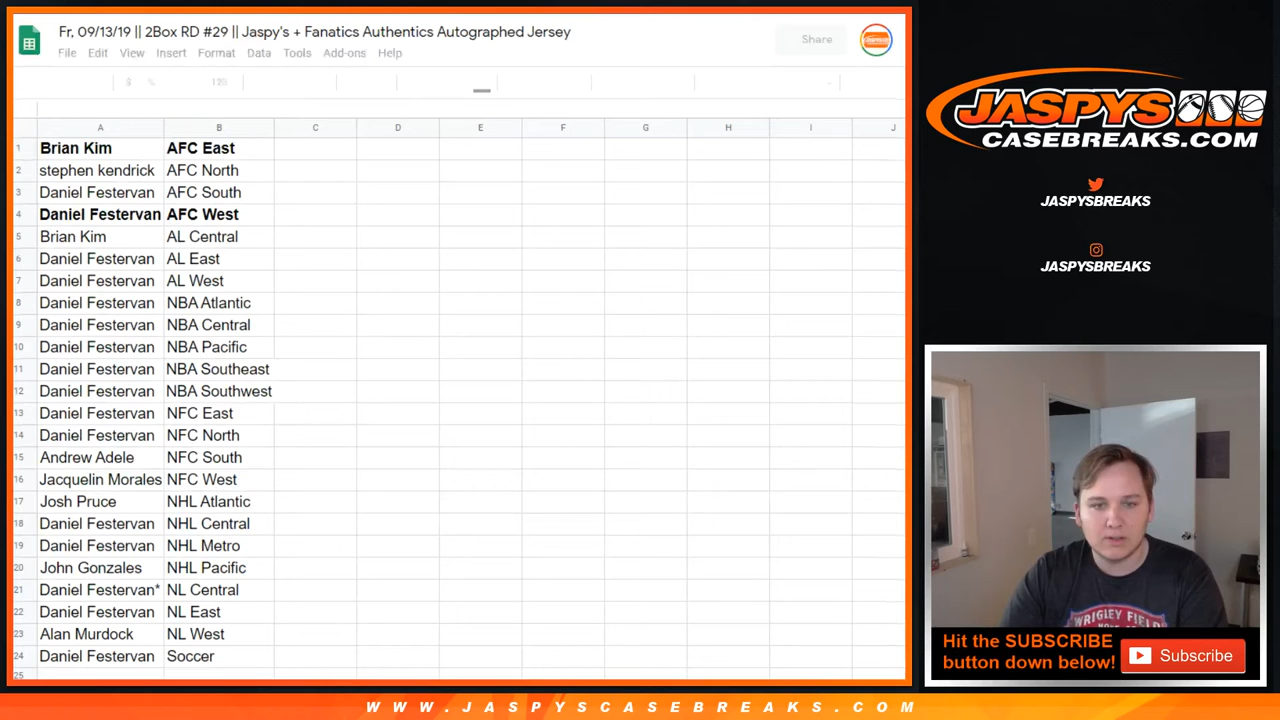 Fr, 09/13/19 || 2Box RD #29 || Jaspy's + Fanatics Authentics Autographed Jersey
File Edit View Insert Format Data Tools Add-ons Help
Share
$ % 123
A B C D E F G H I J
1 Brian Kim AFC East
2 stephen kendrick AFC North
3 Daniel Festervan AFC South
4 Daniel Festervan AFC West
5 Brian Kim AL Central
6 Daniel Festervan AL East
7 Daniel Festervan AL West
8 Daniel Festervan NBA Atlantic
9 Daniel Festervan NBA Central
10 Daniel Festervan NBA Pacific
11 Daniel Festervan NBA Southeast
12 Daniel Festervan NBA Southwest
13 Daniel Festervan NFC East
14 Daniel Festervan NFC North
15 Andrew Adele NFC South
16 Jacquelin Morales NFC West
17 Josh Pruce NHL Atlantic
18 Daniel Festervan NHL Central
19 Daniel Festervan NHL Metro
20 John Gonzales NHL Pacific
21 Daniel Festervan* NL Central
22 Daniel Festervan NL East
23 Alan Murdock NL West
24 Daniel Festervan Soccer
25
JASPYS
CASEBREAKS.COM
JASPYSBREAKS
JASPYSBREAKS
WRIGLEY FIELD
Hit the SUBSCRIBE
button down below!
Subscribe
WWW.JASPYSCASEBREAKS.COM